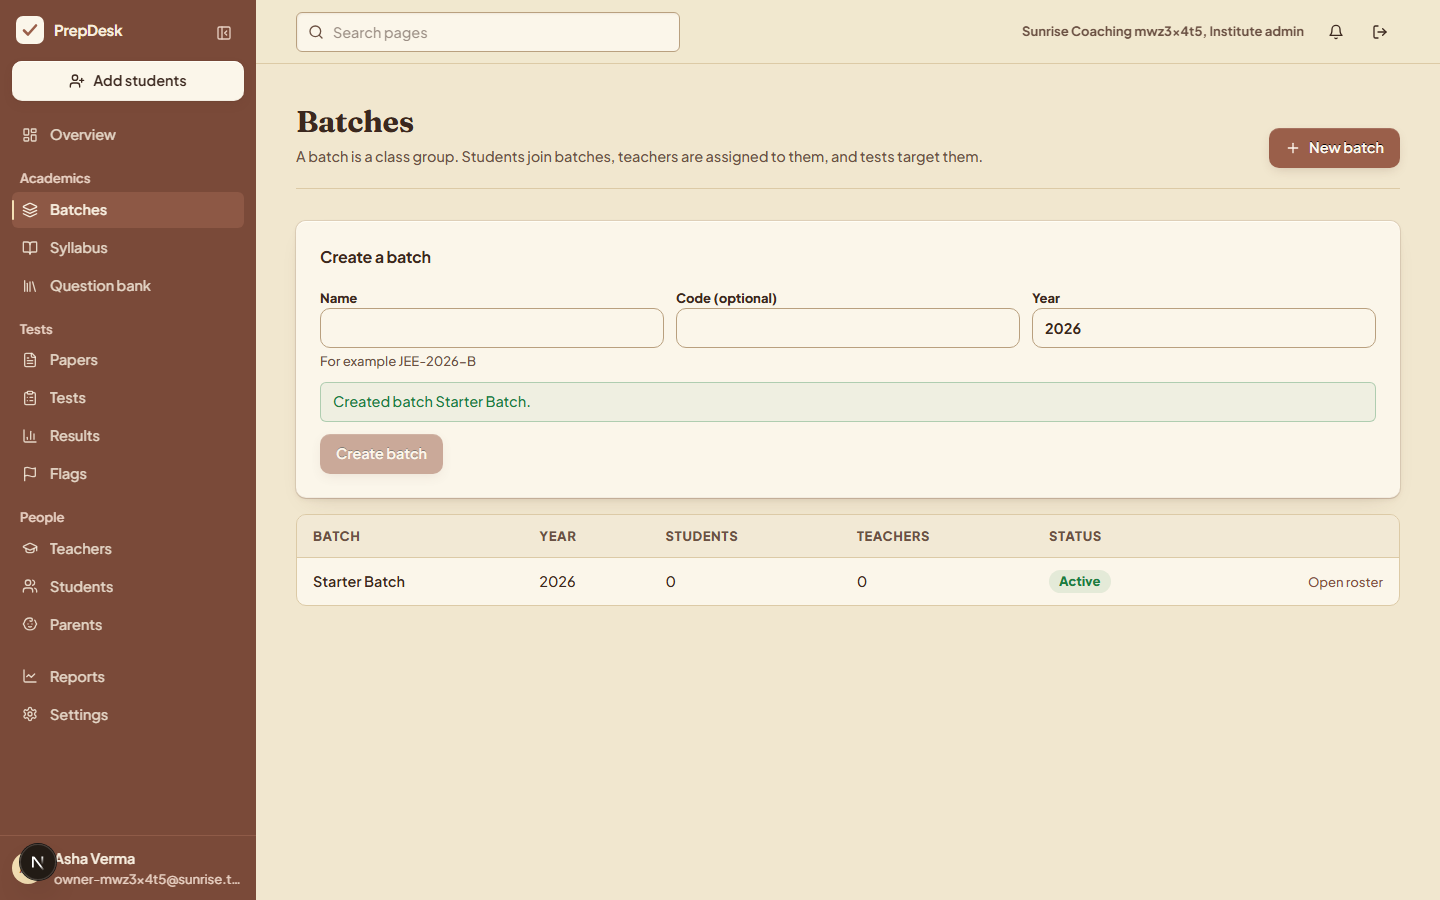 PrepDesk
Add students
Overview
Academics
Batches
Syllabus
Question bank
Tests
Papers
Tests
Results
Flags
People
Teachers
Students
Parents
Reports
Settings
N
Asha Verma
owner-mwz3x4t5@sunrise.t...
Search pages
Sunrise Coaching mwz3x4t5, Institute admin
Batches
A batch is a class group. Students join batches, teachers are assigned to them, and tests target them.
New batch
Create a batch
Name Code (optional) Year
2026
For example JEE-2026-B
Created batch Starter Batch.
Create batch
BATCH YEAR STUDENTS TEACHERS STATUS
Starter Batch 2026 0 0 Active Open roster